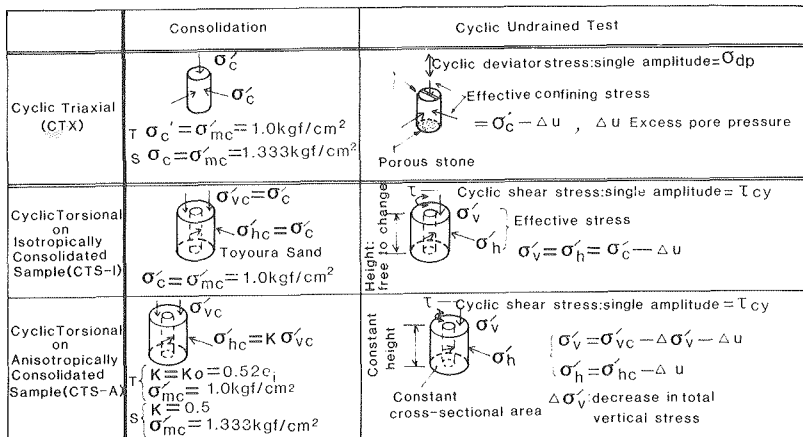 Consolidation
Cyclic Undrained Test
Cyclic Triaxial
(CTX)
σ′c
σ′c
T σc′=σ′mc=1.0kgf/cm²
S σc=σ′mc=1.333kgf/cm²
Cyclic deviator stress:single amplitude=σdp
Effective confining stress
=σ′c−Δu , Δu Excess pore pressure
Porous stone
Cyclic Torsional
on
Isotropically
Consolidated
Sample(CTS-I)
σ′vc=σ′c
σ′hc=σ′c
Toyoura Sand
σ′c=σ′mc=1.0kgf/cm²
Height:
free to change
τ
Cyclic shear stress:single amplitude=τcy
σ′v
σ′h
Effective stress
σ′v=σ′h=σ′c−Δu
Cyclic Torsional
on
Anisotropically
Consolidated
Sample(CTS-A)
σ′vc
σ′hc=Kσ′vc
T{K=Ko=0.52ei
σ′mc=1.0kgf/cm²
S{K=0.5
σ′mc=1.333kgf/cm²
Constant
height
τ
Cyclic shear stress:single amplitude=τcy
σ′v
σ′h
Constant
cross-sectional area
σ′v=σ′vc−Δσ′v−Δu
σ′h=σ′hc−Δu
Δσ′v:decrease in total
vertical stress